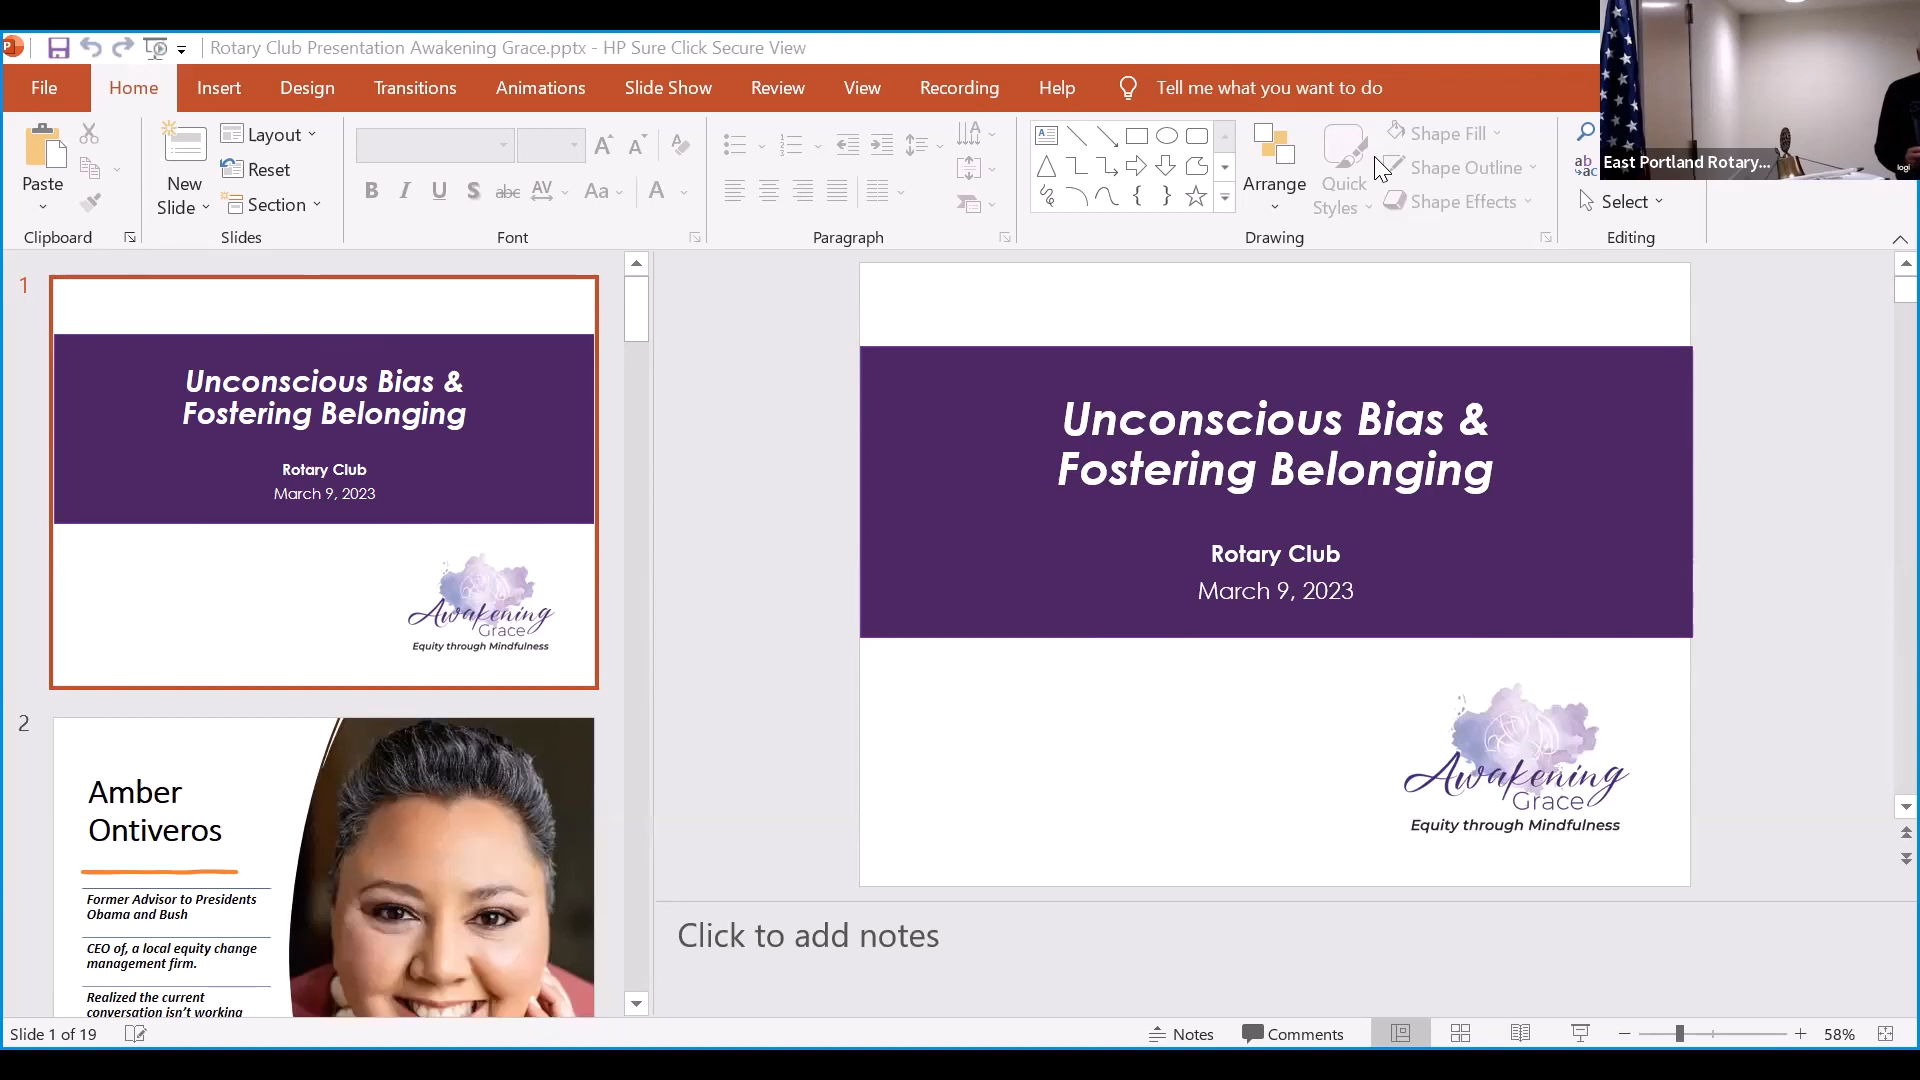 Rotary Club Presentation Awakening Grace.pptx - HP Sure Click Secure View
File Home Insert Design Transitions Animations Slide Show Review View Recording Help Tell me what you want to do
Paste
Clipboard
New
Slide
Layout
Reset
Section
Slides
B I U S abc AV Aa A
Font
Paragraph
Arrange
Quick
Styles
Shape Fill
Shape Outline
Shape Effects
Drawing
Select
Editing
East Portland Rotary...
logi
1
Unconscious Bias &
Fostering Belonging
Rotary Club
March 9, 2023
Awakening
Grace
Equity through Mindfulness
2
Amber
Ontiveros
Former Advisor to Presidents
Obama and Bush
CEO of, a local equity change
management firm.
Realized the current
conversation isn't working
Unconscious Bias &
Fostering Belonging
Rotary Club
March 9, 2023
Awakening
Grace
Equity through Mindfulness
Click to add notes
Slide 1 of 19
Notes
Comments
58%